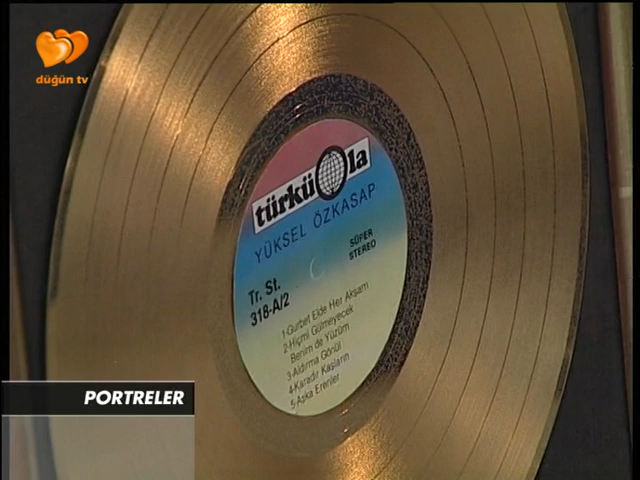 düğün tv
türküola
YÜKSEL ÖZKASAP
SÜPER
STEREO
Tr. St.
318-A/2
1-Gurbet Elde Her Akşam
2-Hiçmi Gülmeyecek
Benim de Yüzüm
3-Aldırma Gönül
4-Karadır Kaşların
5-Aşka Erenler
PORTRELER